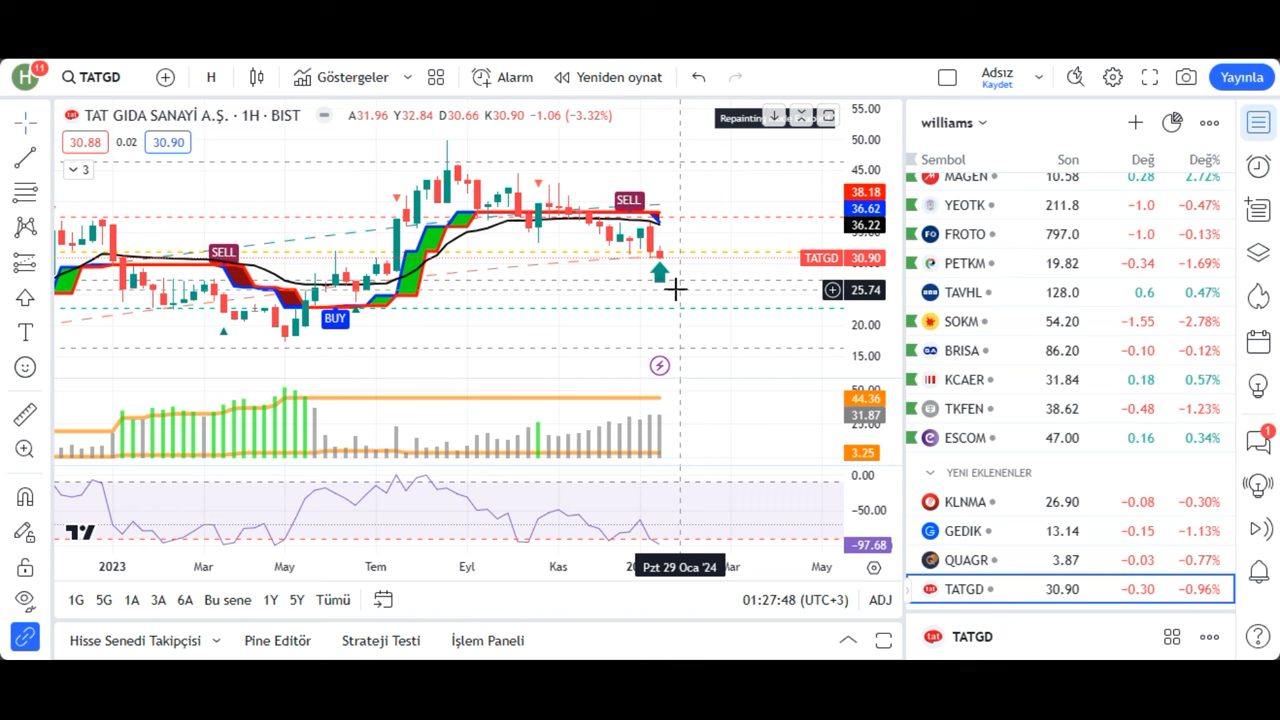 H
11
TATGD
H
Göstergeler
Alarm
Yeniden oynat
Adsız
Kaydet
Yayınla
TAT GIDA SANAYİ A.Ş. · 1H · BIST
A31.96 Y32.84 D30.66 K30.90 −1.06 (−3.32%)
30.88 0.02 30.90
3
55.00
50.00
45.00
38.18
36.62
36.22
TATGD 30.90
25.74
20.00
15.00
SELL
SELL
BUY
44.36
31.87
3.25
0.00
−50.00
−97.68
2023 Mar May Tem Eyl Kas Pzt 29 Oca '24 May
1G 5G 1A 3A 6A Bu sene 1Y 5Y Tümü
01:27:48 (UTC+3) ADJ
Hisse Senedi Takipçisi Pine Editör Strateji Testi İşlem Paneli
williams
Sembol Son Değ Değ%
MAGEN 10.58 0.28 2.72%
YEOTK 211.8 −1.0 −0.47%
FROTO 797.0 −1.0 −0.13%
PETKM 19.82 −0.34 −1.69%
TAVHL 128.0 0.6 0.47%
SOKM 54.20 −1.55 −2.78%
BRISA 86.20 −0.10 −0.12%
KCAER 31.84 0.18 0.57%
TKFEN 38.62 −0.48 −1.23%
ESCOM 47.00 0.16 0.34%
YENİ EKLENENLER
KLNMA 26.90 −0.08 −0.30%
GEDIK 13.14 −0.15 −1.13%
QUAGR 3.87 −0.03 −0.77%
TATGD 30.90 −0.30 −0.96%
TATGD
1